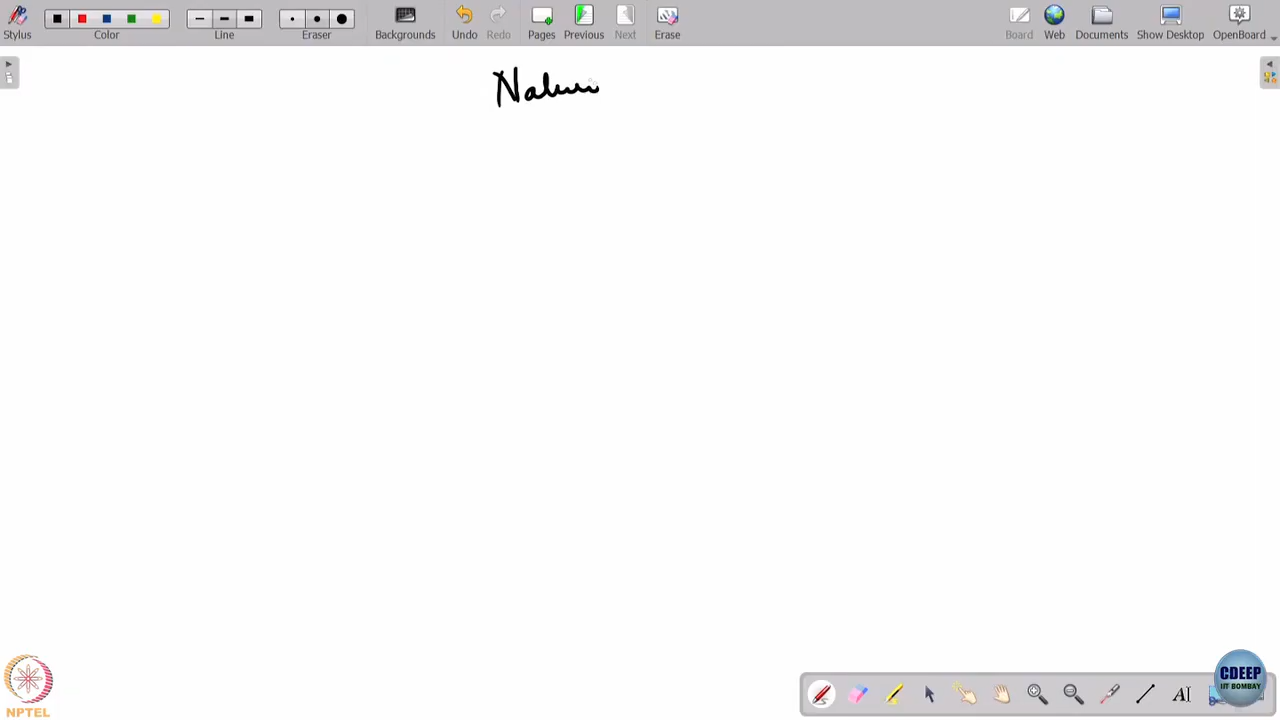 Stylus Color Line Eraser Backgrounds Undo Redo Pages Previous Next Erase Board Web Documents Show Desktop OpenBoard
NPTEL
CDEEP
IIT BOMBAY